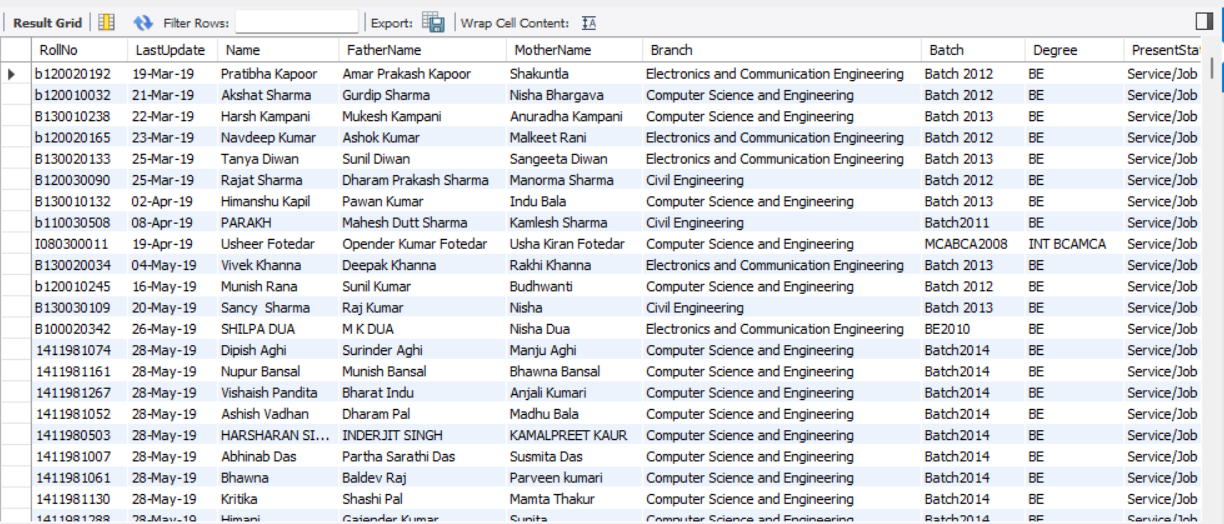 Result Grid Filter Rows: Export: Wrap Cell Content: IA
RollNo LastUpdate Name FatherName MotherName Branch Batch Degree PresentSta
b120020192 19-Mar-19 Pratibha Kapoor Amar Prakash Kapoor Shakuntla Electronics and Communication Engineering Batch 2012 BE Service/Job
b120010032 21-Mar-19 Akshat Sharma Gurdip Sharma Nisha Bhargava Computer Science and Engineering Batch 2012 BE Service/Job
B130010238 22-Mar-19 Harsh Kampani Mukesh Kampani Anuradha Kampani Computer Science and Engineering Batch 2013 BE Service/Job
b120020165 23-Mar-19 Navdeep Kumar Ashok Kumar Malkeet Rani Electronics and Communication Engineering Batch 2012 BE Service/Job
B130020133 25-Mar-19 Tanya Diwan Sunil Diwan Sangeeta Diwan Electronics and Communication Engineering Batch 2013 BE Service/Job
B120030090 25-Mar-19 Rajat Sharma Dharam Prakash Sharma Manorma Sharma Civil Engineering Batch 2012 BE Service/Job
B130010132 02-Apr-19 Himanshu Kapil Pawan Kumar Indu Bala Computer Science and Engineering Batch 2013 BE Service/Job
b110030508 08-Apr-19 PARAKH Mahesh Dutt Sharma Kamlesh Sharma Civil Engineering Batch2011 BE Service/Job
I080300011 19-Apr-19 Usheer Fotedar Opender Kumar Fotedar Usha Kiran Fotedar Computer Science and Engineering MCABCA2008 INT BCAMCA Service/Job
B130020034 04-May-19 Vivek Khanna Deepak Khanna Rakhi Khanna Electronics and Communication Engineering Batch 2013 BE Service/Job
b120010245 16-May-19 Munish Rana Sunil Kumar Budhwanti Computer Science and Engineering Batch 2012 BE Service/Job
B130030109 20-May-19 Sancy Sharma Raj Kumar Nisha Civil Engineering Batch 2013 BE Service/Job
B100020342 26-May-19 SHILPA DUA M K DUA Nisha Dua Electronics and Communication Engineering BE2010 BE Service/Job
1411981074 28-May-19 Dipish Aghi Surinder Aghi Manju Aghi Computer Science and Engineering Batch2014 BE Service/Job
1411981161 28-May-19 Nupur Bansal Munish Bansal Bhawna Bansal Computer Science and Engineering Batch2014 BE Service/Job
1411981267 28-May-19 Vishaish Pandita Bharat Indu Anjali Kumari Computer Science and Engineering Batch2014 BE Service/Job
1411981052 28-May-19 Ashish Vadhan Dharam Pal Madhu Bala Computer Science and Engineering Batch2014 BE Service/Job
1411980503 28-May-19 HARSHARAN SI... INDERJIT SINGH KAMALPREET KAUR Computer Science and Engineering Batch2014 BE Service/Job
1411981007 28-May-19 Abhinab Das Partha Sarathi Das Susmita Das Computer Science and Engineering Batch2014 BE Service/Job
1411981061 28-May-19 Bhawna Baldev Raj Parveen kumari Computer Science and Engineering Batch2014 BE Service/Job
1411981130 28-May-19 Kritika Shashi Pal Mamta Thakur Computer Science and Engineering Batch2014 BE Service/Job
1411981288 28-May-19 Himani Gajender Kumar Sunita Computer Science and Engineering Batch2014 BE Service/Job